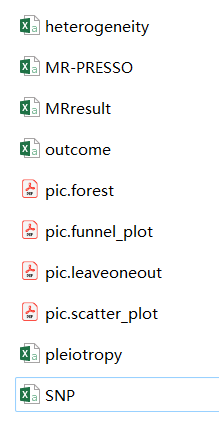 heterogeneity
MR-PRESSO
MRresult
outcome
pic.forest
pic.funnel_plot
pic.leaveoneout
pic.scatter_plot
pleiotropy
SNP